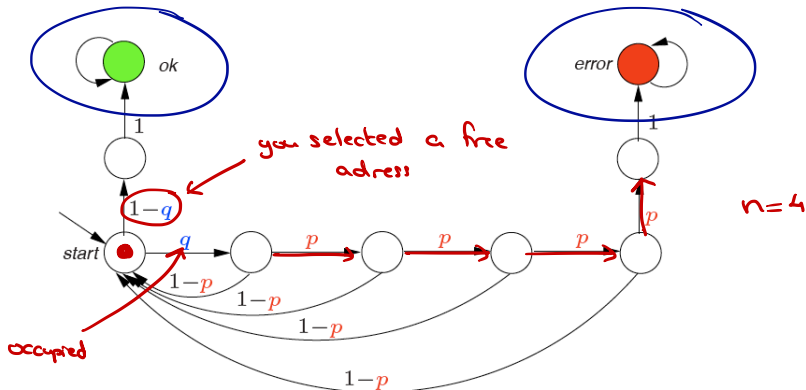 ok
error
1
1
you selected a free
adress
1−q
p
n=4
start
q
p
p
p
1−p
1−p
1−p
occupied
1−p